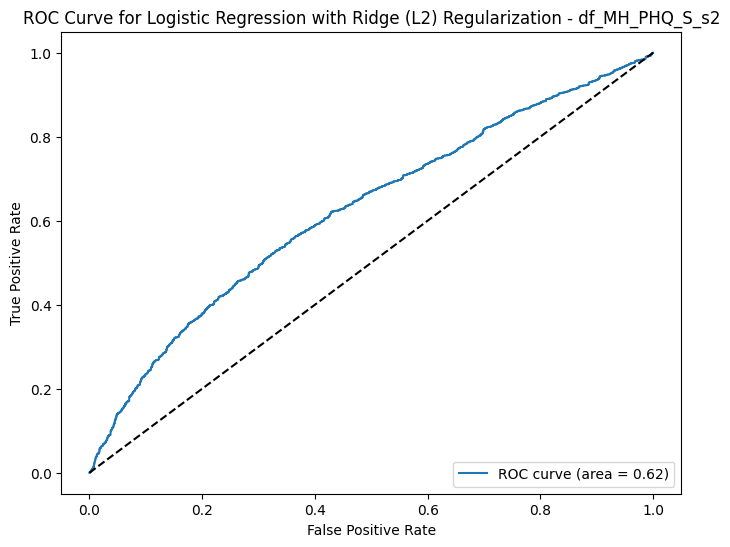 ROC Curve for Logistic Regression with Ridge (L2) Regularization - df_MH_PHQ_S_s2
1.0
0.8
0.6
0.4
0.2
0.0
True Positive Rate
ROC curve (area = 0.62)
0.0 0.2 0.4 0.6 0.8 1.0
False Positive Rate